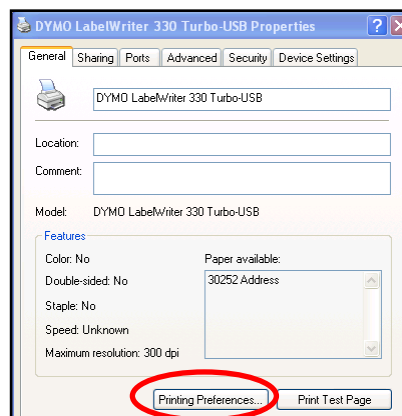 DYMO LabelWriter 330 Turbo-USB Properties
General Sharing Ports Advanced Security Device Settings
DYMO LabelWriter 330 Turbo-USB
Location:
Comment:
Model: DYMO LabelWriter 330 Turbo-USB
Features
Color: No Paper available:
Double-sided: No 30252 Address
Staple: No
Speed: Unknown
Maximum resolution: 300 dpi
Printing Preferences... Print Test Page